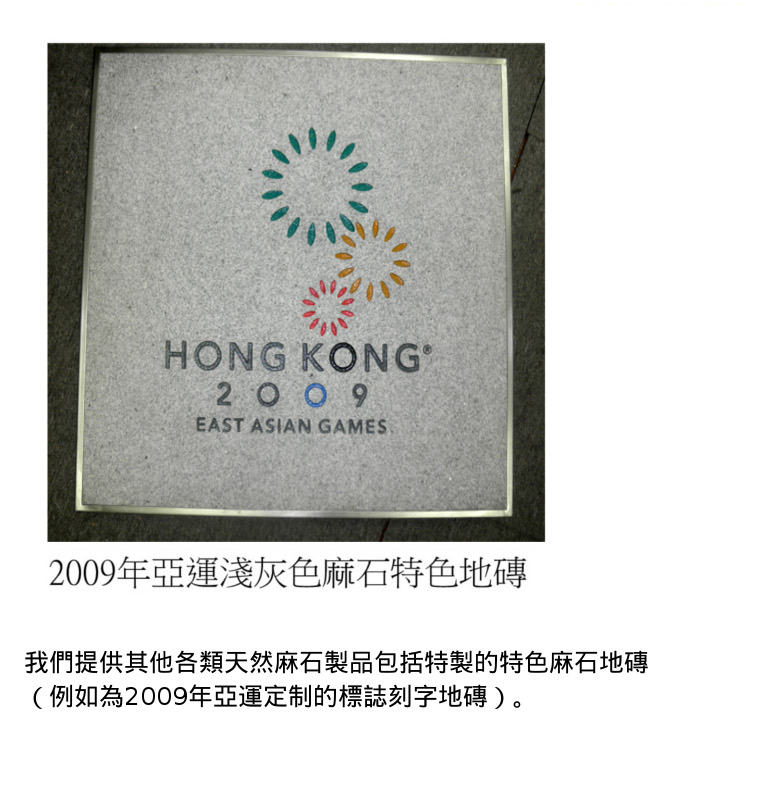 HONG KONG®
2009
EAST ASIAN GAMES
2009年亞運淺灰色麻石特色地磚
我們提供其他各類天然麻石製品包括特製的特色麻石地磚
（例如為2009年亞運定制的標誌刻字地磚）。